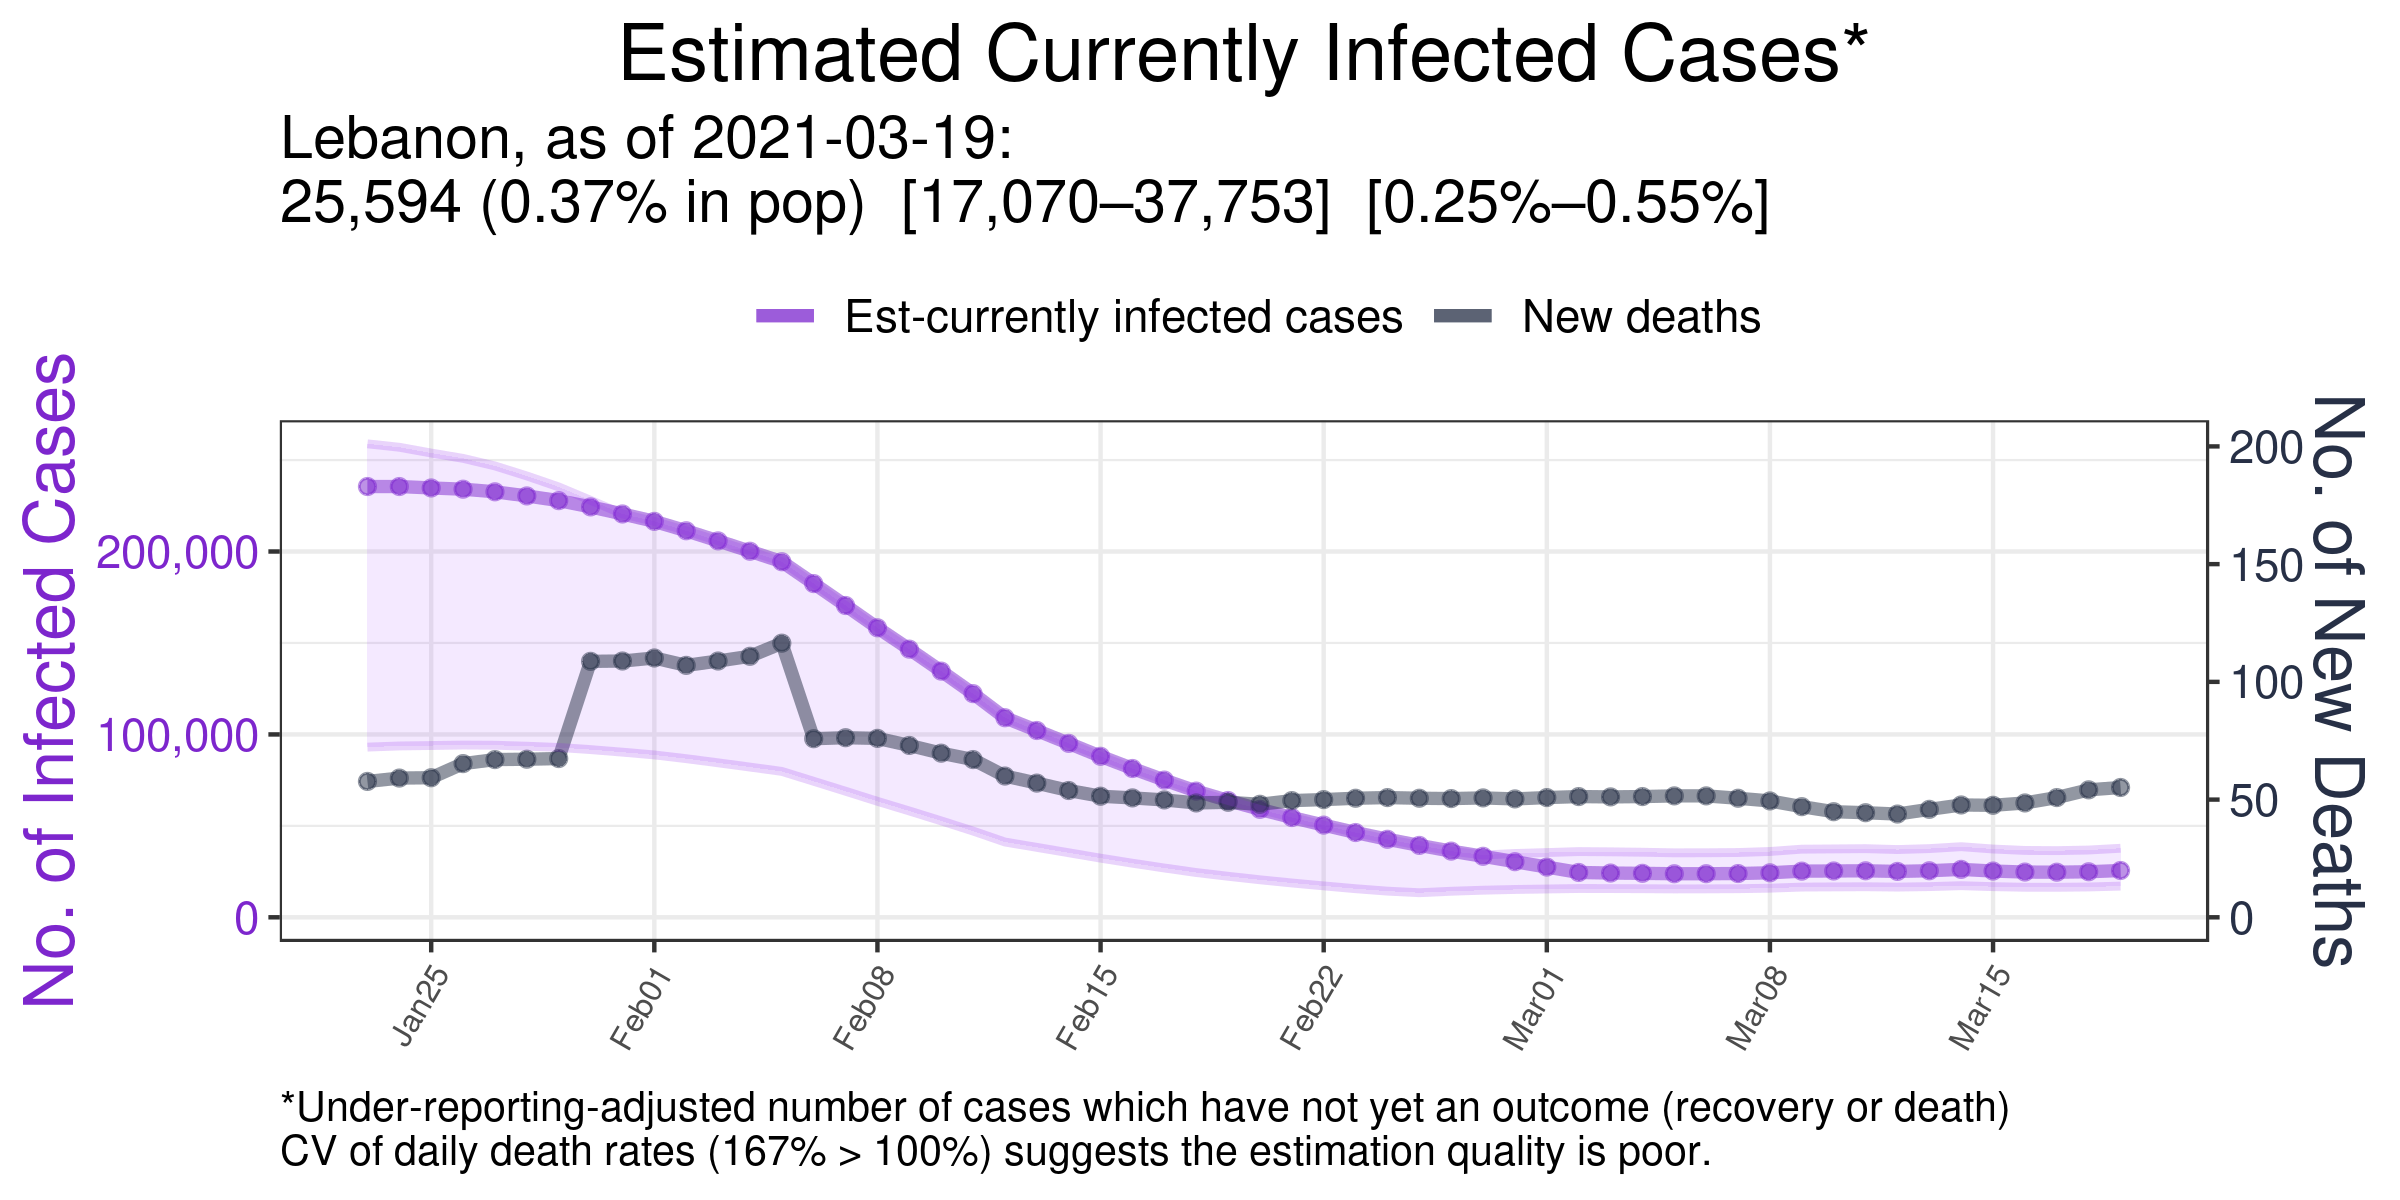 Estimated Currently Infected Cases*
Lebanon, as of 2021-03-19:
25,594 (0.37% in pop) [17,070–37,753] [0.25%–0.55%]
Est-currently infected cases
New deaths
No. of Infected Cases
200,000
100,000
0
200
150
100
50
0
No. of New Deaths
Jan25
Feb01
Feb08
Feb15
Feb22
Mar01
Mar08
Mar15
*Under-reporting-adjusted number of cases which have not yet an outcome (recovery or death)
CV of daily death rates (167% > 100%) suggests the estimation quality is poor.